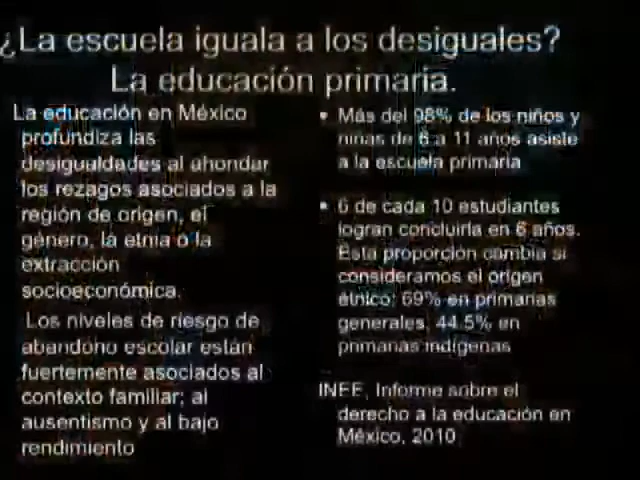 ¿La escuela iguala a los desiguales?
La educación primaria.
La educación en México
profundiza las
desigualdades al ahondar
los rezagos asociados a la
región de origen, el
género, la etnia o la
extracción
socioeconómica.
Los niveles de riesgo de
abandono escolar están
fuertemente asociados al
contexto familiar; al
ausentismo y al bajo
rendimiento
• Más del 98% de los niños y
niñas de 6 a 11 años asiste
a la escuela primaria
• 6 de cada 10 estudiantes
logran concluirla en 6 años.
Esta proporción cambia si
consideramos el origen
étnico: 69% en primarias
generales, 44.5% en
primarias indígenas
INEE, Informe sobre el
derecho a la educación en
México, 2010